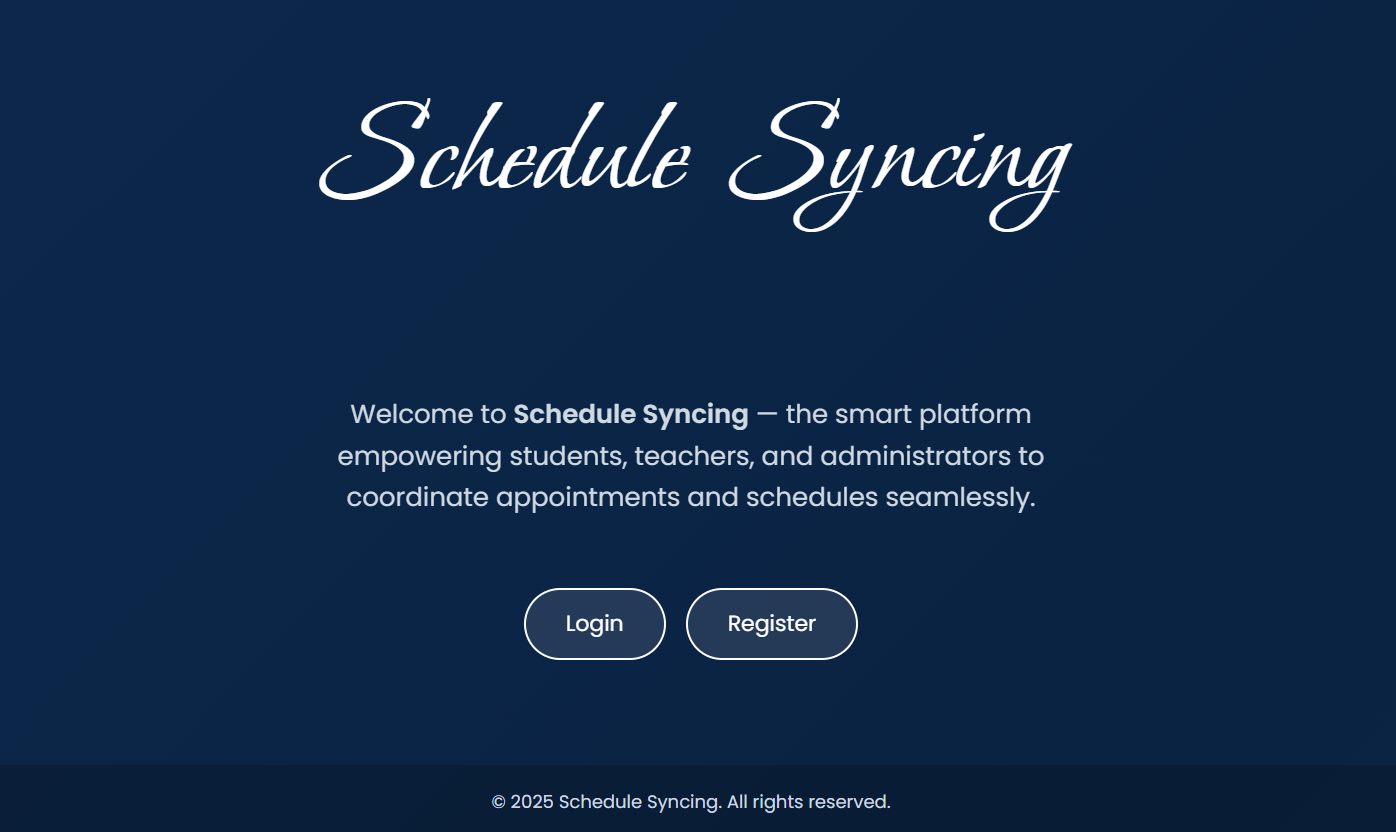 Schedule Syncing
Welcome to Schedule Syncing — the smart platform
empowering students, teachers, and administrators to
coordinate appointments and schedules seamlessly.
Login
Register
© 2025 Schedule Syncing. All rights reserved.